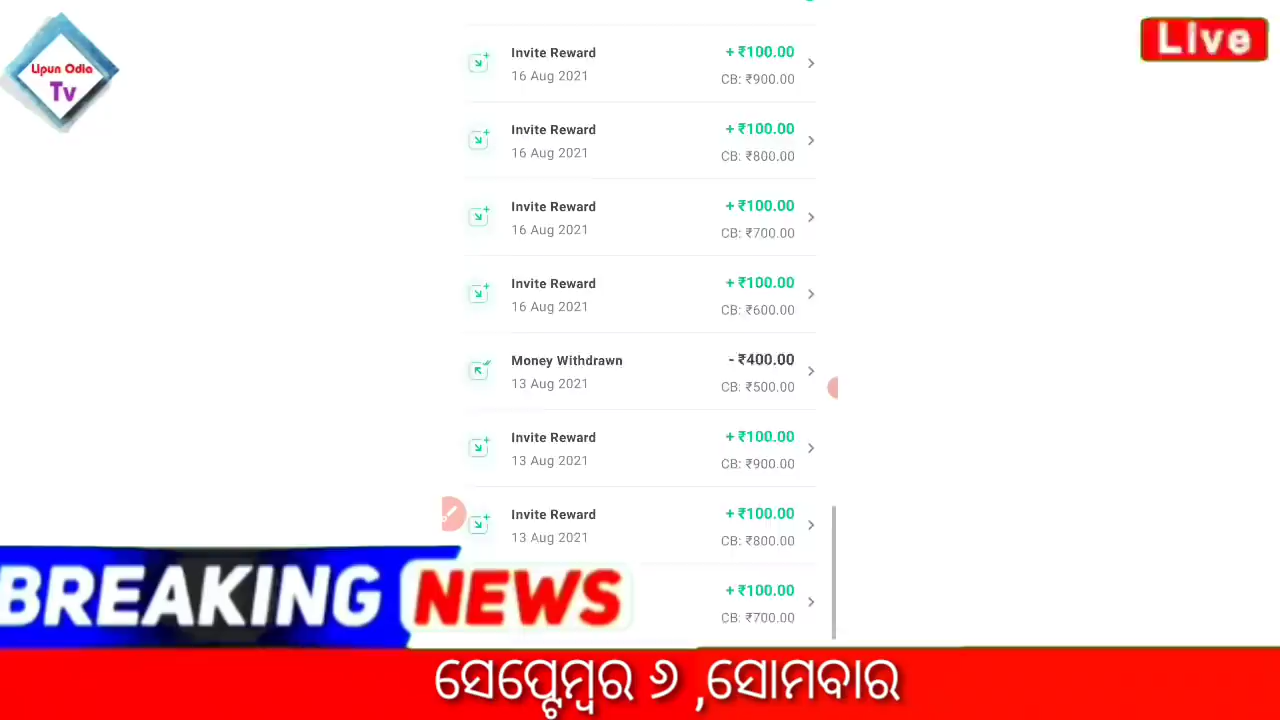 Lipun Odia
Tv
Live
Invite Reward
+ ₹100.00
16 Aug 2021
CB: ₹900.00
Invite Reward
+ ₹100.00
16 Aug 2021
CB: ₹800.00
Invite Reward
+ ₹100.00
16 Aug 2021
CB: ₹700.00
Invite Reward
+ ₹100.00
16 Aug 2021
CB: ₹600.00
Money Withdrawn
- ₹400.00
13 Aug 2021
CB: ₹500.00
Invite Reward
+ ₹100.00
13 Aug 2021
CB: ₹900.00
Invite Reward
+ ₹100.00
13 Aug 2021
CB: ₹800.00
+ ₹100.00
CB: ₹700.00
BREAKING NEWS
ସେପ୍ଟେମ୍ବର ୬ ,ସୋମବାର